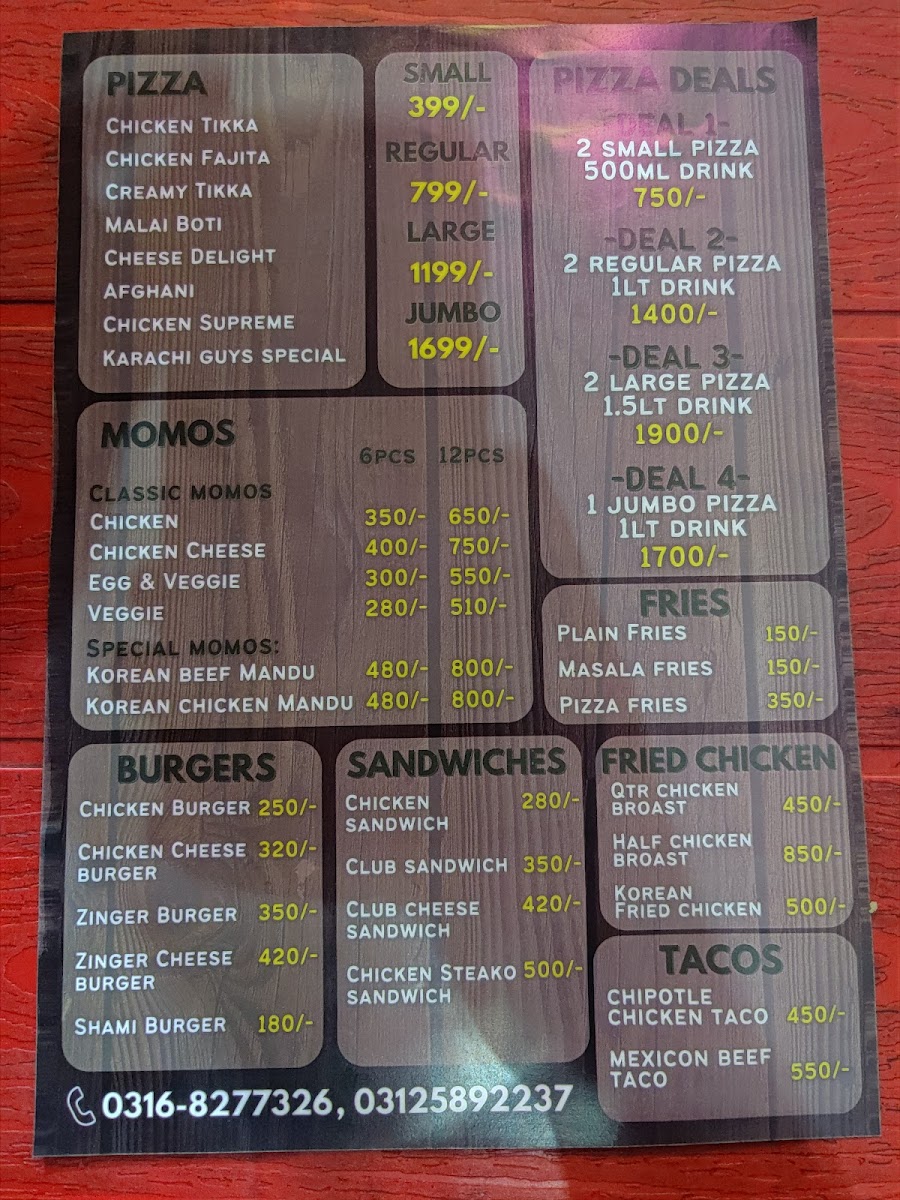 PIZZA
CHICKEN TIKKA
CHICKEN FAJITA
CREAMY TIKKA
MALAI BOTI
CHEESE DELIGHT
AFGHANI
CHICKEN SUPREME
KARACHI GUYS SPECIAL
SMALL
399/-
REGULAR
799/-
LARGE
1199/-
JUMBO
1699/-
PIZZA DEALS
-DEAL 1-
2 SMALL PIZZA
500ML DRINK
750/-
-DEAL 2-
2 REGULAR PIZZA
1LT DRINK
1400/-
-DEAL 3-
2 LARGE PIZZA
1.5LT DRINK
1900/-
-DEAL 4-
1 JUMBO PIZZA
1LT DRINK
1700/-
MOMOS
6PCS 12PCS
CLASSIC MOMOS
CHICKEN 350/- 650/-
CHICKEN CHEESE 400/- 750/-
EGG & VEGGIE 300/- 550/-
VEGGIE 280/- 510/-
SPECIAL MOMOS:
KOREAN BEEF MANDU 480/- 800/-
KOREAN CHICKEN MANDU 480/- 800/-
FRIES
PLAIN FRIES 150/-
MASALA FRIES 150/-
PIZZA FRIES 350/-
BURGERS
CHICKEN BURGER 250/-
CHICKEN CHEESE 320/-
BURGER
ZINGER BURGER 350/-
ZINGER CHEESE 420/-
BURGER
SHAMI BURGER 180/-
SANDWICHES
CHICKEN 280/-
SANDWICH
CLUB SANDWICH 350/-
CLUB CHEESE 420/-
SANDWICH
CHICKEN STEAKO 500/-
SANDWICH
FRIED CHICKEN
QTR CHICKEN
BROAST 450/-
HALF CHICKEN
BROAST 850/-
KOREAN
FRIED CHICKEN 500/-
TACOS
CHIPOTLE
CHICKEN TACO 450/-
MEXICON BEEF
TACO 550/-
0316-8277326, 03125892237